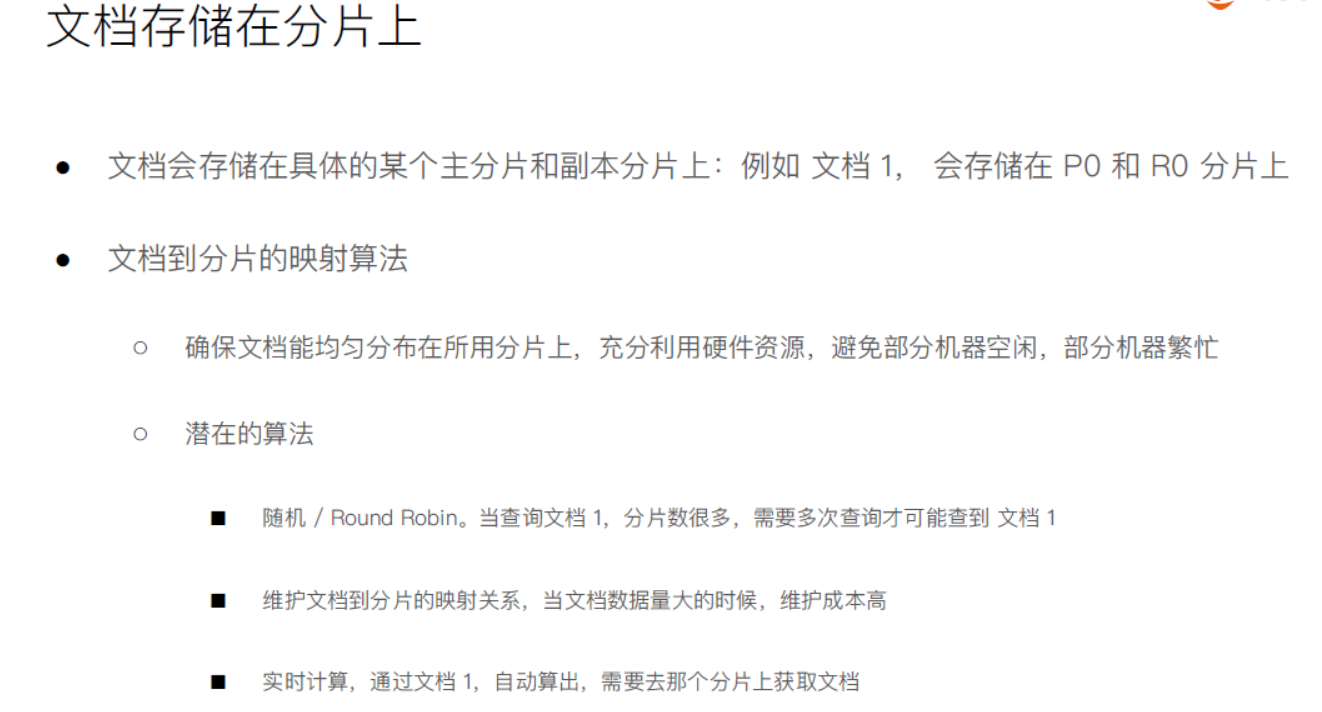 文档存储在分片上
● 文档会存储在具体的某个主分片和副本分片上：例如 文档 1， 会存储在 P0 和 R0 分片上
● 文档到分片的映射算法
○ 确保文档能均匀分布在所用分片上，充分利用硬件资源，避免部分机器空闲，部分机器繁忙
○ 潜在的算法
■ 随机 / Round Robin。当查询文档 1，分片数很多，需要多次查询才可能查到 文档 1
■ 维护文档到分片的映射关系，当文档数据量大的时候，维护成本高
■ 实时计算，通过文档 1，自动算出，需要去那个分片上获取文档